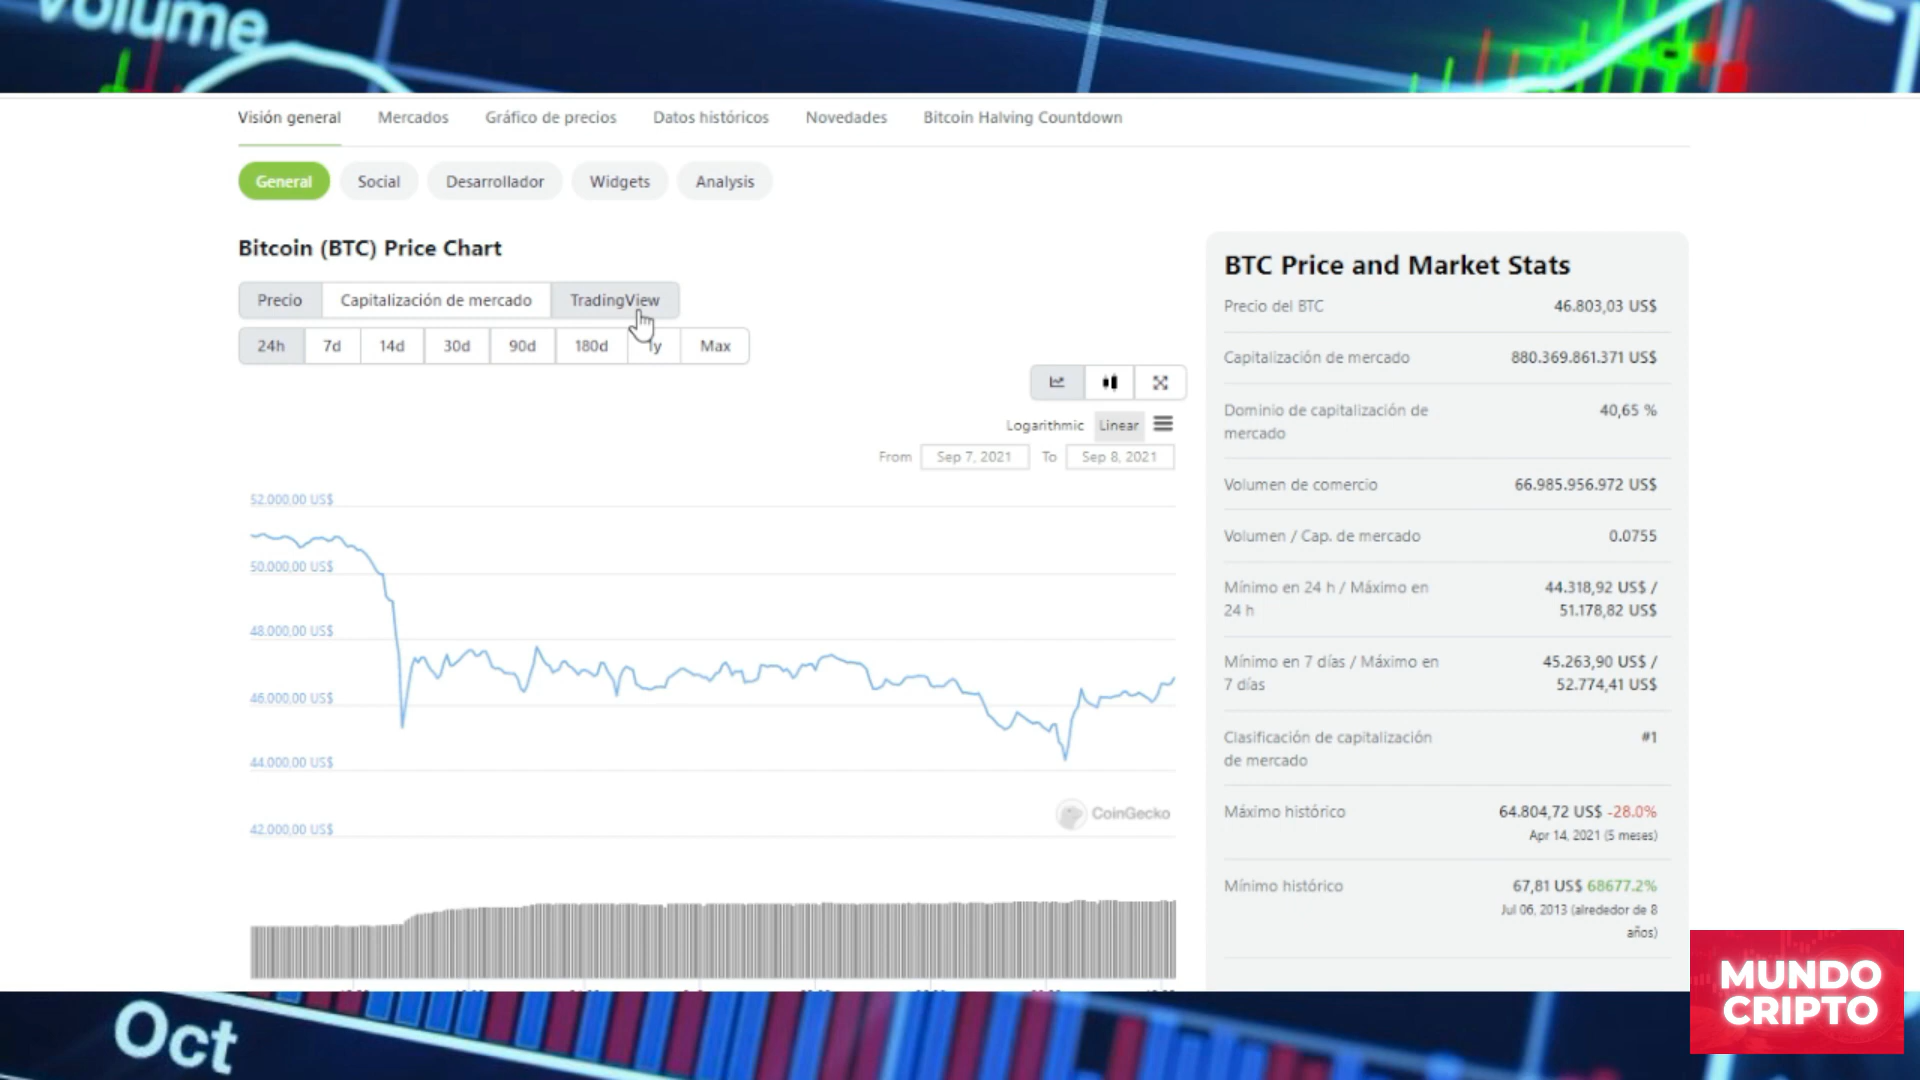 Volume
Visión general Mercados Gráfico de precios Datos históricos Novedades Bitcoin Halving Countdown
General Social Desarrollador Widgets Analysis
Bitcoin (BTC) Price Chart
Precio Capitalización de mercado TradingView
24h 7d 14d 30d 90d 180d 1y Max
Logarithmic Linear
From Sep 7, 2021 To Sep 8, 2021
52.000,00 US$
50.000,00 US$
48.000,00 US$
46.000,00 US$
44.000,00 US$
CoinGecko
42.000,00 US$
BTC Price and Market Stats
Precio del BTC 46.803,03 US$
Capitalización de mercado 880.369.861.371 US$
Dominio de capitalización de 40,65 %
mercado
Volumen de comercio 66.985.956.972 US$
Volumen / Cap. de mercado 0.0755
Mínimo en 24 h / Máximo en 44.318,92 US$ /
24 h 51.178,82 US$
Mínimo en 7 días / Máximo en 45.263,90 US$ /
7 días 52.774,41 US$
Clasificación de capitalización #1
de mercado
Máximo histórico 64.804,72 US$ -28.0%
Apr 14, 2021 (5 meses)
Mínimo histórico 67,81 US$ 68677.2%
Jul 06, 2013 (alrededor de 8
años)
MUNDO
CRIPTO
Oct